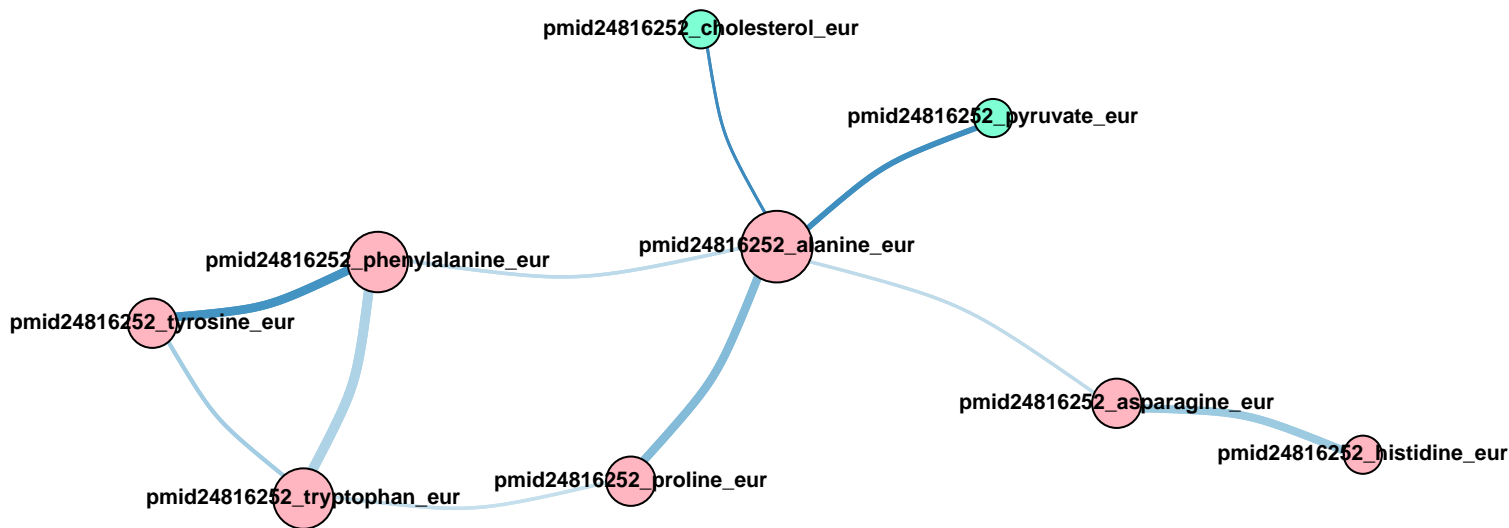 pmid24816252_cholesterol_eur
pmid24816252_pyruvate_eur
pmid24816252_alanine_eur
pmid24816252_phenylalanine_eur
pmid24816252_tyrosine_eur
pmid24816252_asparagine_eur
pmid24816252_histidine_eur
pmid24816252_proline_eur
pmid24816252_tryptophan_eur